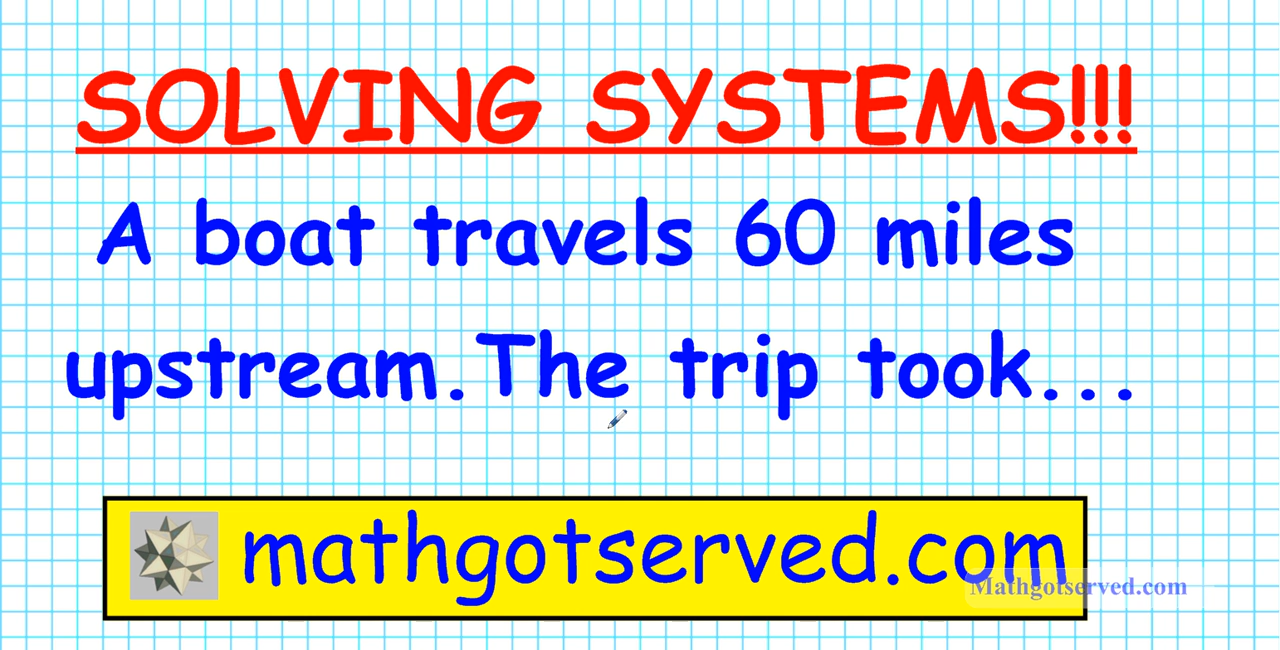 SOLVING SYSTEMS!!!
A boat travels 60 miles
upstream.The trip took...
mathgotserved.com
Mathgotserved.com